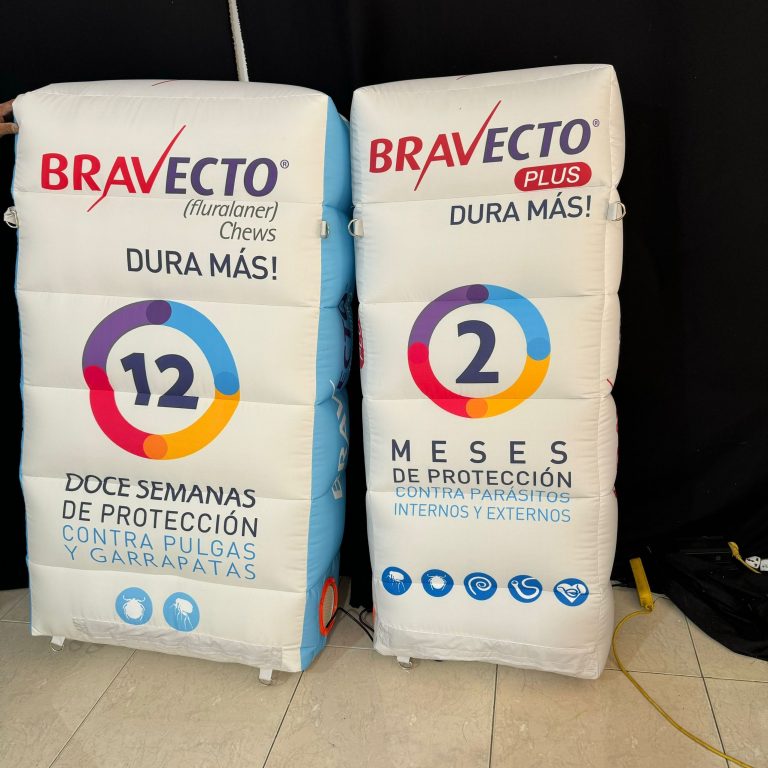 BRAVECTO®
(fluralaner)
Chews
DURA MÁS!
12
DOCE SEMANAS
DE PROTECCIÓN
CONTRA PULGAS
Y GARRAPATAS
BRAVECTO®
PLUS
DURA MÁS!
2
MESES
DE PROTECCIÓN
CONTRA PARÁSITOS
INTERNOS Y EXTERNOS